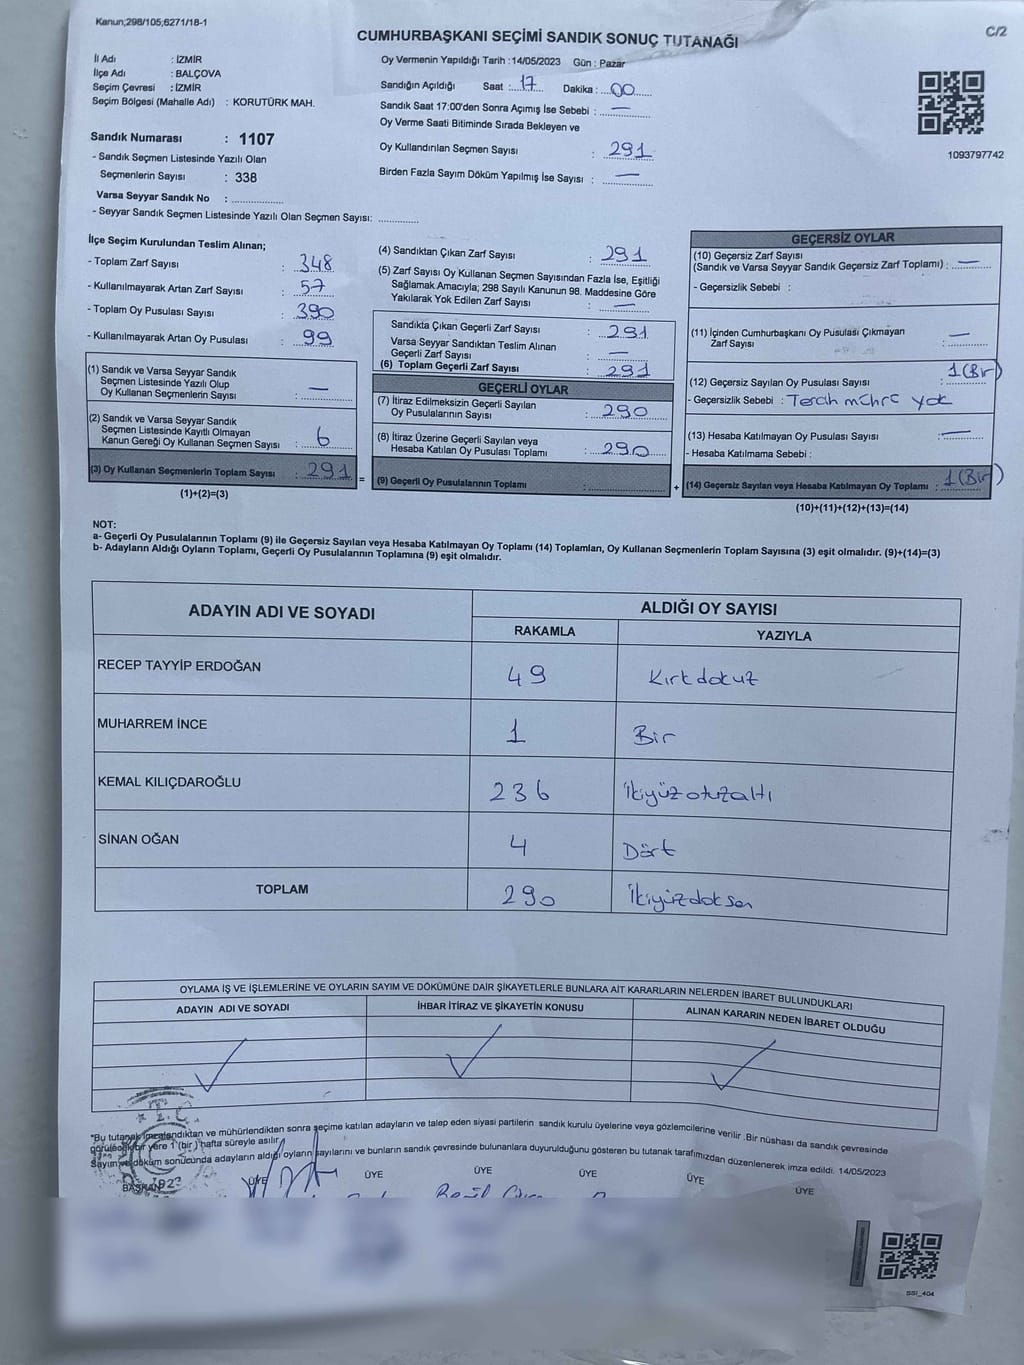 Kanun;298/105;6271/18-1
C/2
CUMHURBAŞKANI SEÇİMİ SANDIK SONUÇ TUTANAĞI
İl Adı : İZMİR
İlçe Adı : BALÇOVA
Seçim Çevresi : İZMİR
Seçim Bölgesi (Mahalle Adı) : KORUTÜRK MAH.
Sandık Numarası : 1107
- Sandık Seçmen Listesinde Yazılı Olan
Seçmenlerin Sayısı : 338
Varsa Seyyar Sandık No : ................
- Seyyar Sandık Seçmen Listesinde Yazılı Olan Seçmen Sayısı: .............
Oy Vermenin Yapıldığı Tarih :14/05/2023 Gün : Pazar
Sandığın Açıldığı Saat : 17 Dakika : 00
Sandık Saat 17:00'den Sonra Açımış İse Sebebi : —
Oy Verme Saati Bitiminde Sırada Bekleyen ve
Oy Kullandırılan Seçmen Sayısı : 291
Birden Fazla Sayım Döküm Yapılmış İse Sayısı : —
1093797742
İlçe Seçim Kurulundan Teslim Alınan;
- Toplam Zarf Sayısı : 348
- Kullanılmayarak Artan Zarf Sayısı : 57
- Toplam Oy Pusulası Sayısı : 390
- Kullanılmayarak Artan Oy Pusulası : 99
(1) Sandık ve Varsa Seyyar Sandık
Seçmen Listesinde Yazılı Olup
Oy Kullanan Seçmenlerin Sayısı : —
(2) Sandık ve Varsa Seyyar Sandık
Seçmen Listesinde Kayıtlı Olmayan
Kanun Gereği Oy Kullanan Seçmen Sayısı : 6
(3) Oy Kullanan Seçmenlerin Toplam Sayısı : 291
(1)+(2)=(3)
=
(4) Sandıktan Çıkan Zarf Sayısı : 291
(5) Zarf Sayısı Oy Kullanan Seçmen Sayısından Fazla İse, Eşitliği
Sağlamak Amacıyla; 298 Sayılı Kanunun 98. Maddesine Göre
Yakılarak Yok Edilen Zarf Sayısı : —
Sandıkta Çıkan Geçerli Zarf Sayısı : 291
Varsa Seyyar Sandıktan Teslim Alınan
Geçerli Zarf Sayısı : —
(6) Toplam Geçerli Zarf Sayısı : 291
GEÇERLİ OYLAR
(7) İtiraz Edilmeksizin Geçerli Sayılan
Oy Pusulalarının Sayısı : 290
(8) İtiraz Üzerine Geçerli Sayılan veya
Hesaba Katılan Oy Pusulası Toplamı : 290
(9) Geçerli Oy Pusulalarının Toplamı : ................
+
GEÇERSİZ OYLAR
(10) Geçersiz Zarf Sayısı
(Sandık ve Varsa Seyyar Sandık Geçersiz Zarf Toplamı) : —
- Geçersizlik Sebebi :
(11) İçinden Cumhurbaşkanı Oy Pusulası Çıkmayan
Zarf Sayısı : —
(12) Geçersiz Sayılan Oy Pusulası Sayısı : 1 (Bir)
- Geçersizlik Sebebi : Tercih mührü yok
(13) Hesaba Katılmayan Oy Pusulası Sayısı : —
- Hesaba Katılmama Sebebi :
(14) Geçersiz Sayılan veya Hesaba Katılmayan Oy Toplamı : 1 (Bir)
(10)+(11)+(12)+(13)=(14)
NOT:
a- Geçerli Oy Pusulalarının Toplamı (9) ile Geçersiz Sayılan veya Hesaba Katılmayan Oy Toplamı (14) Toplamları, Oy Kullanan Seçmenlerin Toplam Sayısına (3) eşit olmalıdır. (9)+(14)=(3)
b- Adayların Aldığı Oyların Toplamı, Geçerli Oy Pusulalarının Toplamına (9) eşit olmalıdır.
ADAYIN ADI VE SOYADI
ALDIĞI OY SAYISI
RAKAMLA YAZIYLA
RECEP TAYYİP ERDOĞAN 49 Kırkdokuz
MUHARREM İNCE 1 Bir
KEMAL KILIÇDAROĞLU 236 İkiyüzotuzaltı
SİNAN OĞAN 4 Dört
TOPLAM 290 İkiyüzdoksan
OYLAMA İŞ VE İŞLEMLERİNE VE OYLARIN SAYIM VE DÖKÜMÜNE DAİR ŞİKAYETLERLE BUNLARA AİT KARARLARIN NELERDEN İBARET BULUNDUKLARI
ADAYIN ADI VE SOYADI İHBAR İTİRAZ VE ŞİKAYETİN KONUSU ALINAN KARARIN NEDEN İBARET OLDUĞU
T.C.
"Bu tutanak imzalandıktan ve mühürlendikten sonra seçime katılan adayların ve talep eden siyasi partilerin sandık kurulu üyelerine veya gözlemcilerine verilir .Bir nüshası da sandık çevresinde
görülebilir bir yere 1 (bir ) hafta süreyle asılır.
Sayım ve döküm sonucunda adayların aldığı oyların sayılarını ve bunların sandık çevresinde bulunanlara duyurulduğunu gösteren bu tutanak tarafımızdan düzenlenerek imza edildi. 14/05/2023
BAŞKAN ÜYE ÜYE ÜYE ÜYE ÜYE
SSI_404